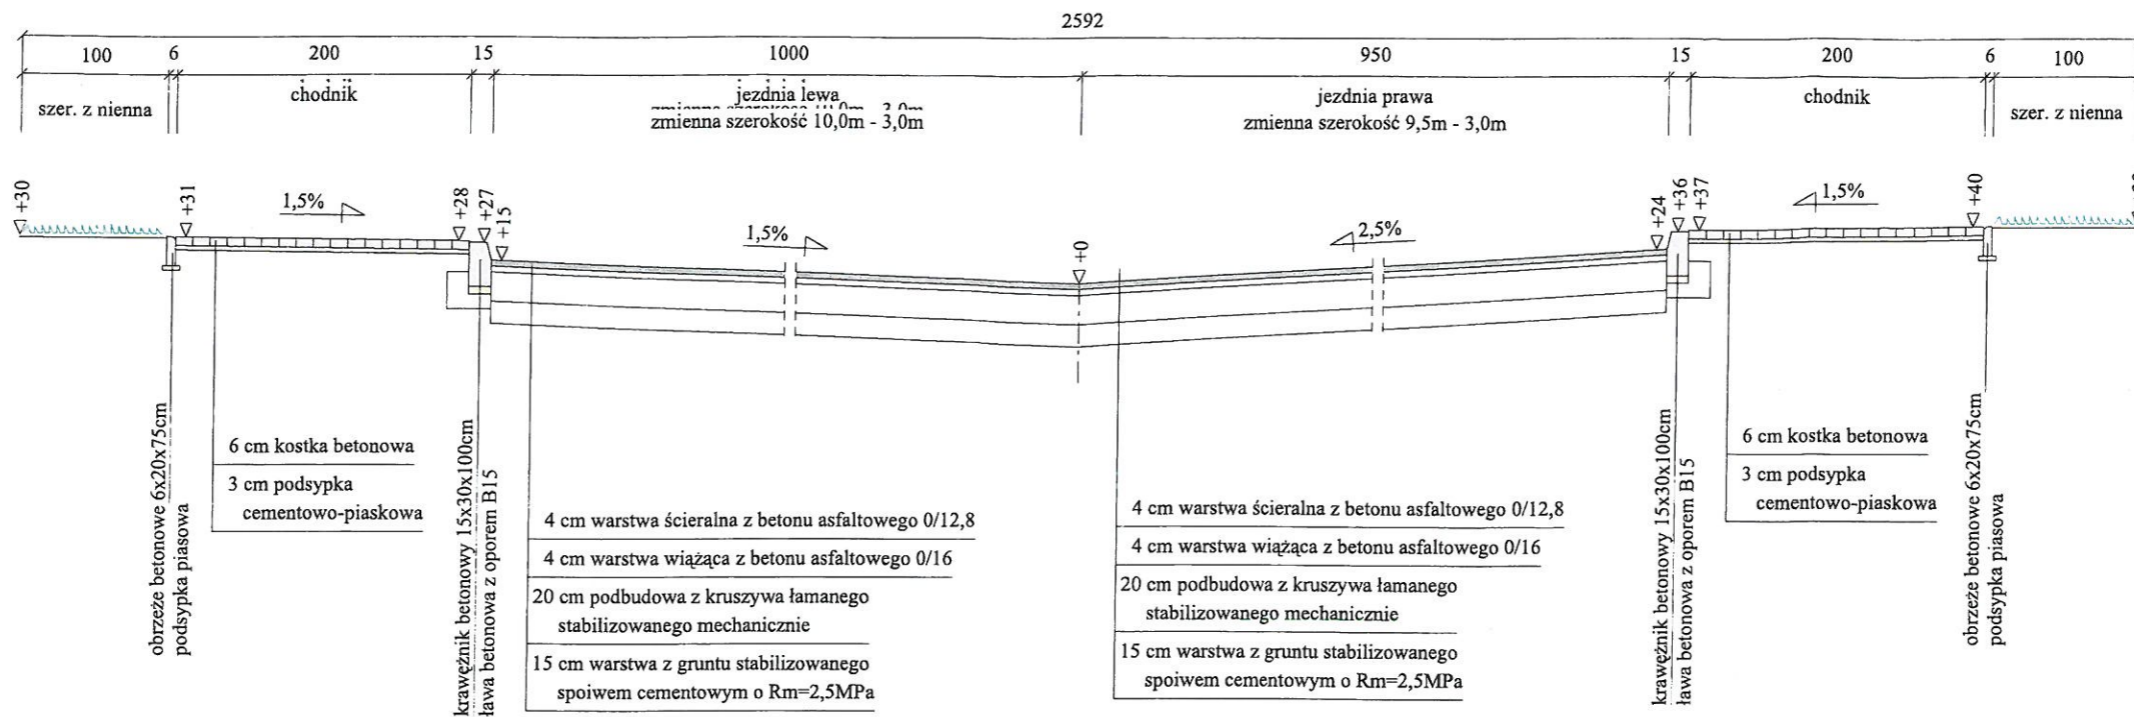 2592
100 6 200 15 1000 950 15 200 6 100
szer. z nienna
chodnik
jezdnia lewa
zmienna szerokość 10,0m - 3,0m
zmienna szerokość 10,0m - 3,0m
jezdnia prawa
zmienna szerokość 9,5m - 3,0m
chodnik
szer. z nienna
+30
+31
1,5%
+28
+27
+15
1,5%
+0
2,5%
+24
+36
+37
1,5%
+40
obrzeże betonowe 6x20x75cm
podsypka piasowa
6 cm kostka betonowa
3 cm podsypka
cementowo-piaskowa
krawężnik betonowy 15x30x100cm
ława betonowa z oporem B15
4 cm warstwa ścieralna z betonu asfaltowego 0/12,8
4 cm warstwa wiążąca z betonu asfaltowego 0/16
20 cm podbudowa z kruszywa łamanego
stabilizowanego mechanicznie
15 cm warstwa z gruntu stabilizowanego
spoiwem cementowym o Rm=2,5MPa
4 cm warstwa ścieralna z betonu asfaltowego 0/12,8
4 cm warstwa wiążąca z betonu asfaltowego 0/16
20 cm podbudowa z kruszywa łamanego
stabilizowanego mechanicznie
15 cm warstwa z gruntu stabilizowanego
spoiwem cementowym o Rm=2,5MPa
krawężnik betonowy 15x30x100cm
ława betonowa z oporem B15
6 cm kostka betonowa
3 cm podsypka
cementowo-piaskowa
obrzeże betonowe 6x20x75cm
podsypka piasowa